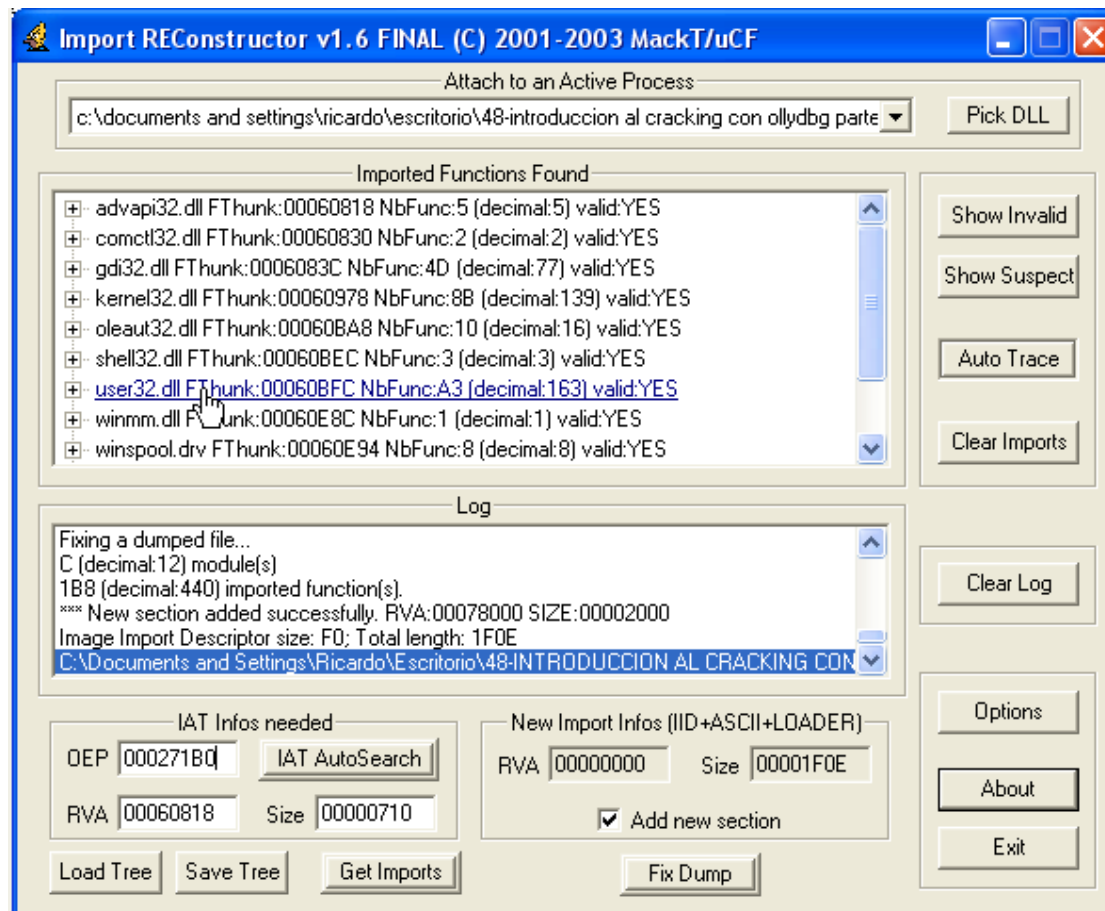 Import REConstructor v1.6 FINAL (C) 2001-2003 MackT/uCF
Attach to an Active Process
c:\documents and settings\ricardo\escritorio\48-introduccion al cracking con ollydbg parte
Pick DLL
Imported Functions Found
advapi32.dll FThunk:00060818 NbFunc:5 (decimal:5) valid:YES
comctl32.dll FThunk:00060830 NbFunc:2 (decimal:2) valid:YES
gdi32.dll FThunk:0006083C NbFunc:4D (decimal:77) valid:YES
kernel32.dll FThunk:00060978 NbFunc:8B (decimal:139) valid:YES
oleaut32.dll FThunk:00060BA8 NbFunc:10 (decimal:16) valid:YES
shell32.dll FThunk:00060BEC NbFunc:3 (decimal:3) valid:YES
user32.dll FThunk:00060BFC NbFunc:A3 (decimal:163) valid:YES
winmm.dll FThunk:00060E8C NbFunc:1 (decimal:1) valid:YES
winspool.drv FThunk:00060E94 NbFunc:8 (decimal:8) valid:YES
Show Invalid
Show Suspect
Auto Trace
Clear Imports
Log
Fixing a dumped file...
C (decimal:12) module(s)
1B8 (decimal:440) imported function(s).
*** New section added successfully. RVA:00078000 SIZE:00002000
Image Import Descriptor size: F0; Total length: 1F0E
C:\Documents and Settings\Ricardo\Escritorio\48-INTRODUCCION AL CRACKING CON
Clear Log
IAT Infos needed
OEP 000271B0 IAT AutoSearch
RVA 00060818 Size 00000710
New Import Infos (IID+ASCII+LOADER)
RVA 00000000 Size 00001F0E
Add new section
Options
About
Exit
Load Tree Save Tree Get Imports Fix Dump